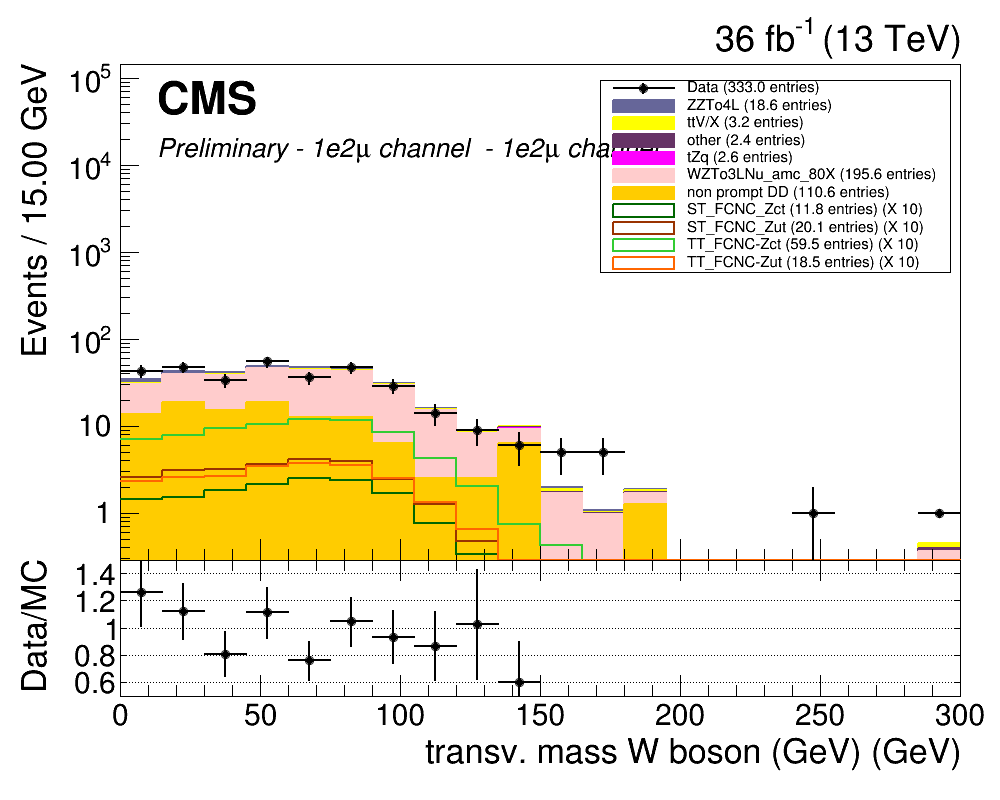 36 fb-1 (13 TeV)
CMS
Preliminary - 1e2μ channel - 1e2μ channel
Data (333.0 entries)
ZZTo4L (18.6 entries)
ttV/X (3.2 entries)
other (2.4 entries)
tZq (2.6 entries)
WZTo3LNu_amc_80X (195.6 entries)
non prompt DD (110.6 entries)
ST_FCNC_Zct (11.8 entries) (X 10)
ST_FCNC_Zut (20.1 entries) (X 10)
TT_FCNC-Zct (59.5 entries) (X 10)
TT_FCNC-Zut (18.5 entries) (X 10)
Events / 15.00 GeV
10^5
10^4
10^3
10^2
10
1
Data/MC
1.4
1.2
1
0.8
0.6
0 50 100 150 200 250 300
transv. mass W boson (GeV) (GeV)